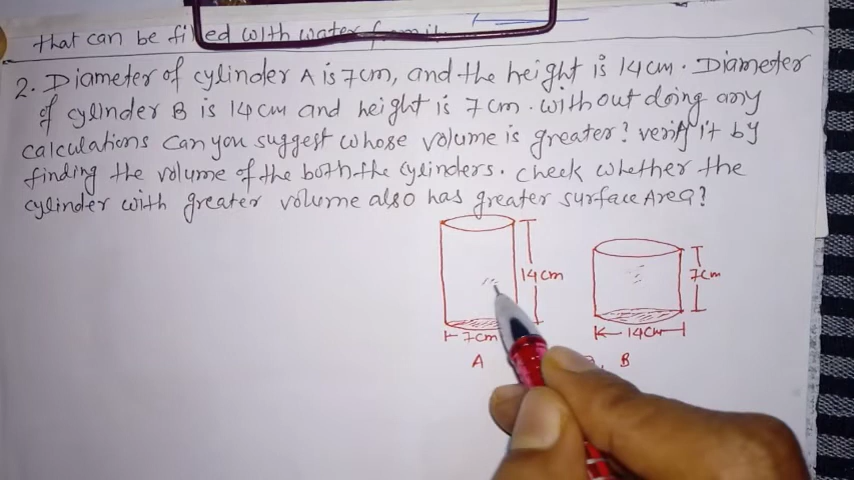 that can be filled with water from it.
2. Diameter of cylinder A is 7cm, and the height is 14cm. Diameter
of cylinder B is 14cm and height is 7cm. without doing any
calculations can you suggest whose volume is greater? verify it by
finding the volume of the both the cylinders. check whether the
cylinder with greater volume also has greater surface Area?
14cm 7cm
7cm 14cm
A B